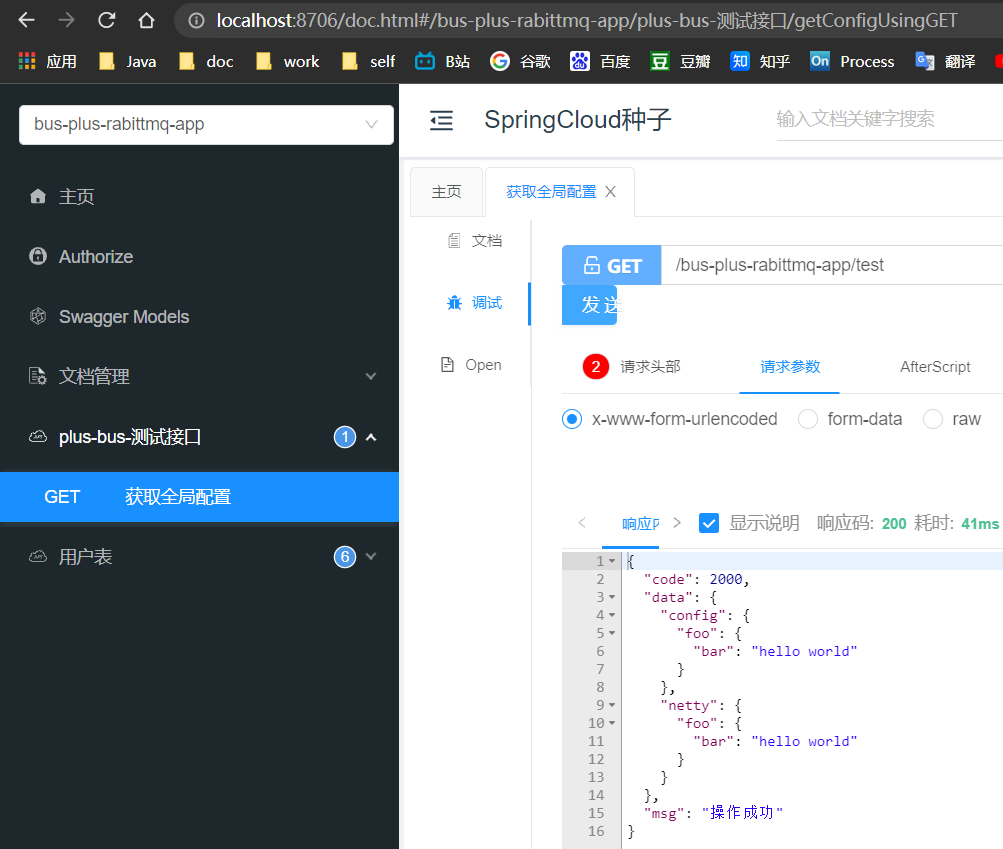 localhost:8706/doc.html#/bus-plus-rabittmq-app/plus-bus-测试接口/getConfigUsingGET
应用 Java doc work self B站 谷歌 百度 豆 豆瓣 知 知乎 On Process 翻译
bus-plus-rabittmq-app
SpringCloud种子
输入文档关键字搜索
主页
Authorize
Swagger Models
文档管理
plus-bus-测试接口 1
GET 获取全局配置
用户表 6
主页 获取全局配置 X
文档
调试
Open
GET /bus-plus-rabittmq-app/test
发送
2 请求头部 请求参数 AfterScript
x-www-form-urlencoded form-data raw
响应 显示说明 响应码: 200 耗时: 41ms
1 {
2 "code": 2000,
3 "data": {
4 "config": {
5 "foo": {
6 "bar": "hello world"
7 }
8 },
9 "netty": {
10 "foo": {
11 "bar": "hello world"
12 }
13 }
14 },
15 "msg": "操作成功"
16 }